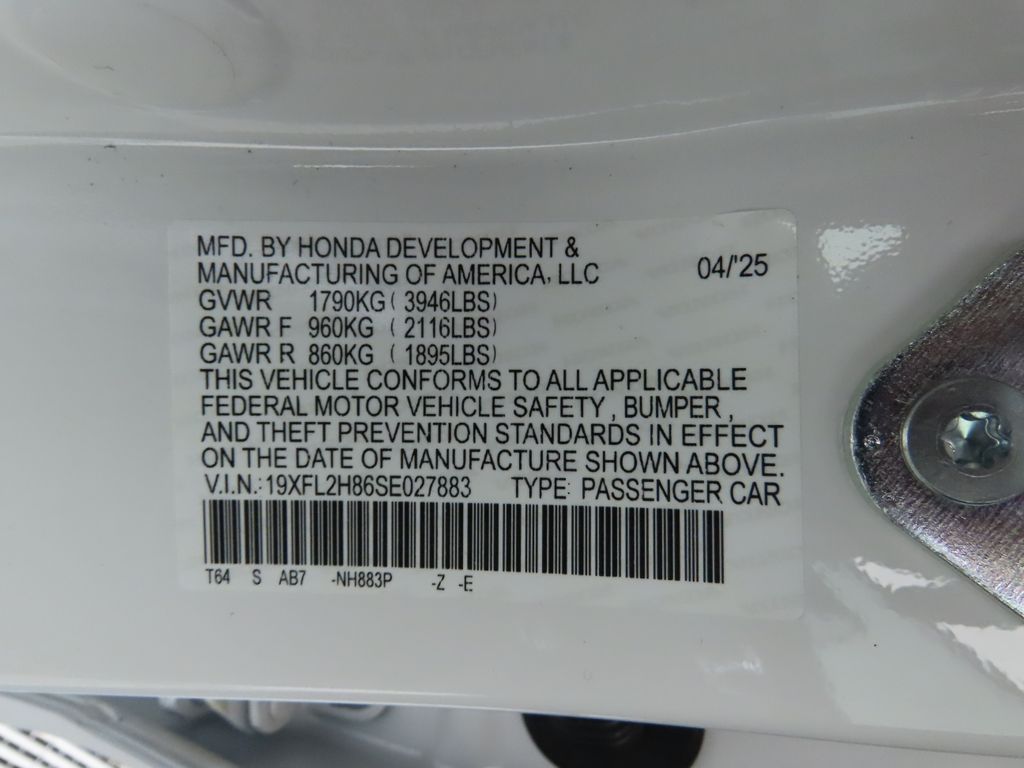 MFD. BY HONDA DEVELOPMENT &
MANUFACTURING OF AMERICA, LLC 04/'25
GVWR 1790KG ( 3946LBS)
GAWR F 960KG ( 2116LBS)
GAWR R 860KG ( 1895LBS)
THIS VEHICLE CONFORMS TO ALL APPLICABLE
FEDERAL MOTOR VEHICLE SAFETY , BUMPER ,
AND THEFT PREVENTION STANDARDS IN EFFECT
ON THE DATE OF MANUFACTURE SHOWN ABOVE.
V.I.N.: 19XFL2H86SE027883 TYPE: PASSENGER CAR
T64 S AB7 -NH883P -Z -E